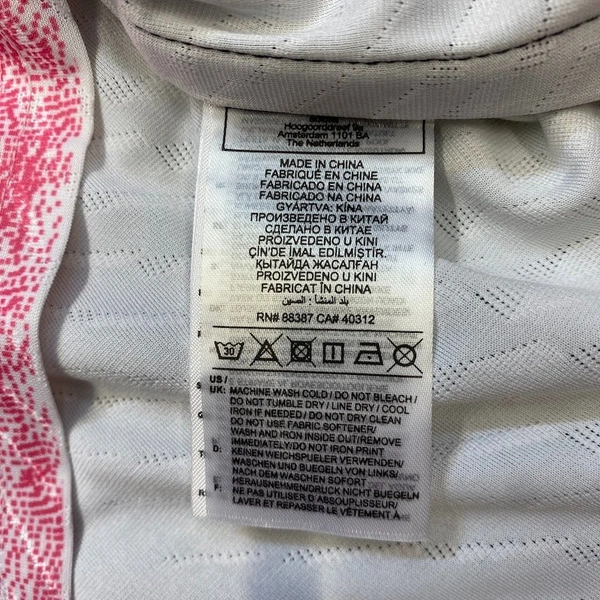 Hoogoorddreef 9a
Amsterdam 1101 BA
The Netherlands
MADE IN CHINA
FABRIQUÉ EN CHINE
FABRICADO EN CHINA
FABRICADO NA CHINA
GYÁRTVA: KÍNA
ПРОИЗВЕДЕНО В КИТАЙ
СДЕЛАНО В КИТАЕ
PROIZVEDENO U KINI
ÇIN'DE İMAL EDİLMİŞTİR.
ҚЫТАЙДА ЖАСАЛҒАН
PROIZVEDENO U KINI
FABRICAT ÎN CHINA
بلد المنشأ : الصين
RN# 88387 CA# 40312
30
US /
UK: MACHINE WASH COLD / DO NOT BLEACH /
DO NOT TUMBLE DRY / LINE DRY / COOL
IRON IF NEEDED / DO NOT DRY CLEAN
DO NOT USE FABRIC SOFTENER/
WASH AND IRON INSIDE OUT/REMOVE
IMMEDIATELY/DO NOT IRON PRINT
D: KEINEN WEICHSPUELER VERWENDEN/
WASCHEN UND BUEGELN VON LINKS/
NACH DEM WASCHEN SOFORT
HERAUSNEHMEN/DRUCK NICHT BUEGELN
F: NE PAS UTILISER D'ASSOUPLISSEUR/
LAVER ET REPASSER LE VÊTEMENT À